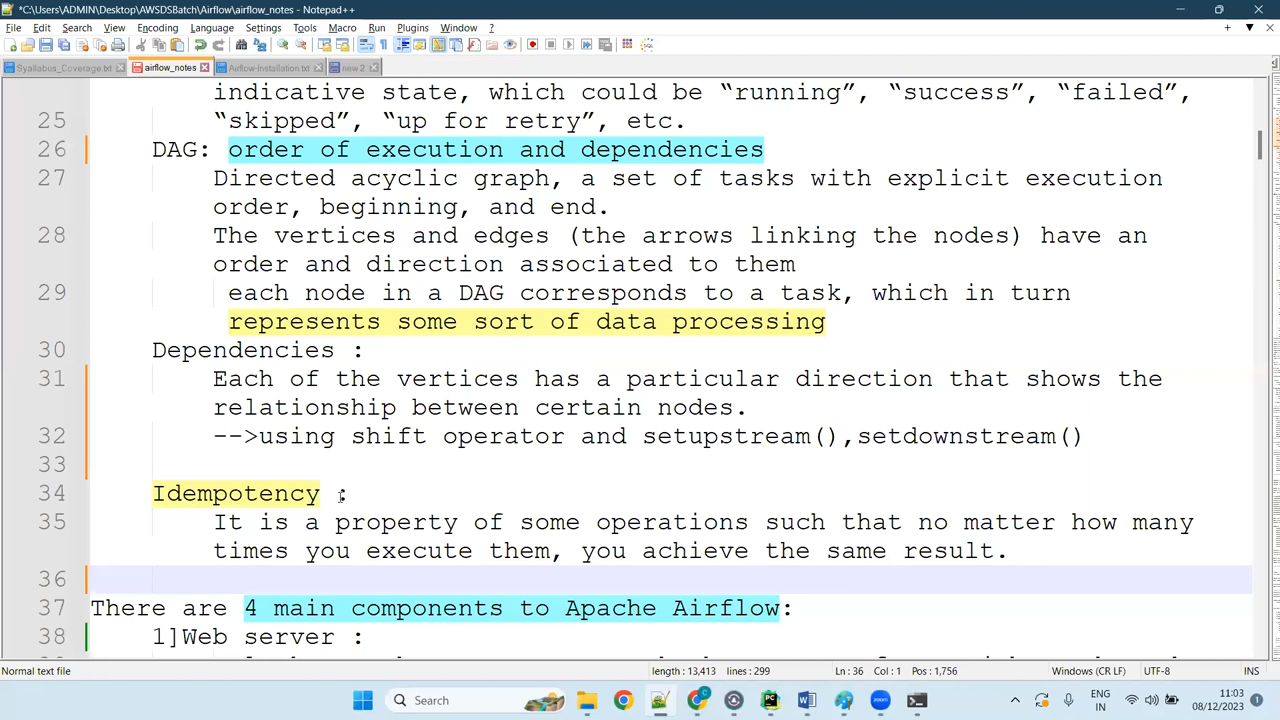 *C:\Users\ADMIN\Desktop\AWSDSBatch\Airflow\airflow_notes - Notepad++
File Edit Search View Encoding Language Settings Tools Macro Run Plugins Window ?
Syallabus_Coverage.txt airflow_notes Airflow-Installation.txt new 2
indicative state, which could be “running”, “success”, “failed”,
25 “skipped”, “up for retry”, etc.
26 DAG: order of execution and dependencies
27 Directed acyclic graph, a set of tasks with explicit execution
order, beginning, and end.
28 The vertices and edges (the arrows linking the nodes) have an
order and direction associated to them
29 each node in a DAG corresponds to a task, which in turn
represents some sort of data processing
30 Dependencies :
31 Each of the vertices has a particular direction that shows the
relationship between certain nodes.
32 -->using shift operator and setupstream(),setdownstream()
33
34 Idempotency :
35 It is a property of some operations such that no matter how many
times you execute them, you achieve the same result.
36
37 There are 4 main components to Apache Airflow:
38 1]Web server :
Normal text file length : 13,413 lines : 299 Ln : 36 Col : 1 Pos : 1,756 Windows (CR LF) UTF-8 INS
Search ENG IN 11:03 08/12/2023